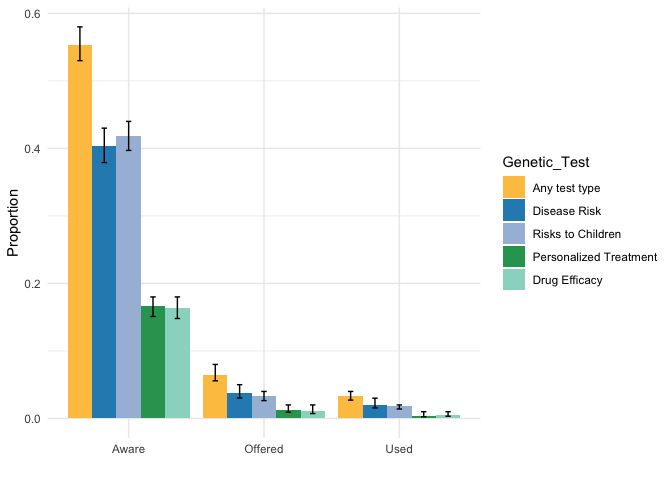 0.6
0.4
0.2
0.0
Proportion
Aware
Offered
Used
Genetic_Test
Any test type
Disease Risk
Risks to Children
Personalized Treatment
Drug Efficacy